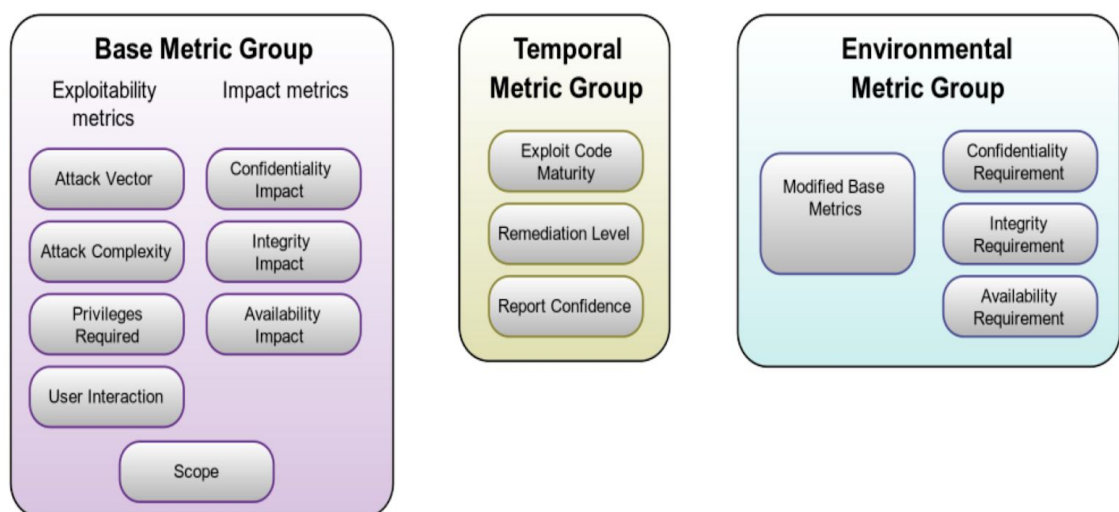 Base Metric Group
Exploitability
metrics
Impact metrics
Attack Vector
Confidentiality
Impact
Attack Complexity
Integrity
Impact
Privileges
Required
Availability
Impact
User Interaction
Scope
Temporal
Metric Group
Exploit Code
Maturity
Remediation Level
Report Confidence
Environmental
Metric Group
Modified Base
Metrics
Confidentiality
Requirement
Integrity
Requirement
Availability
Requirement